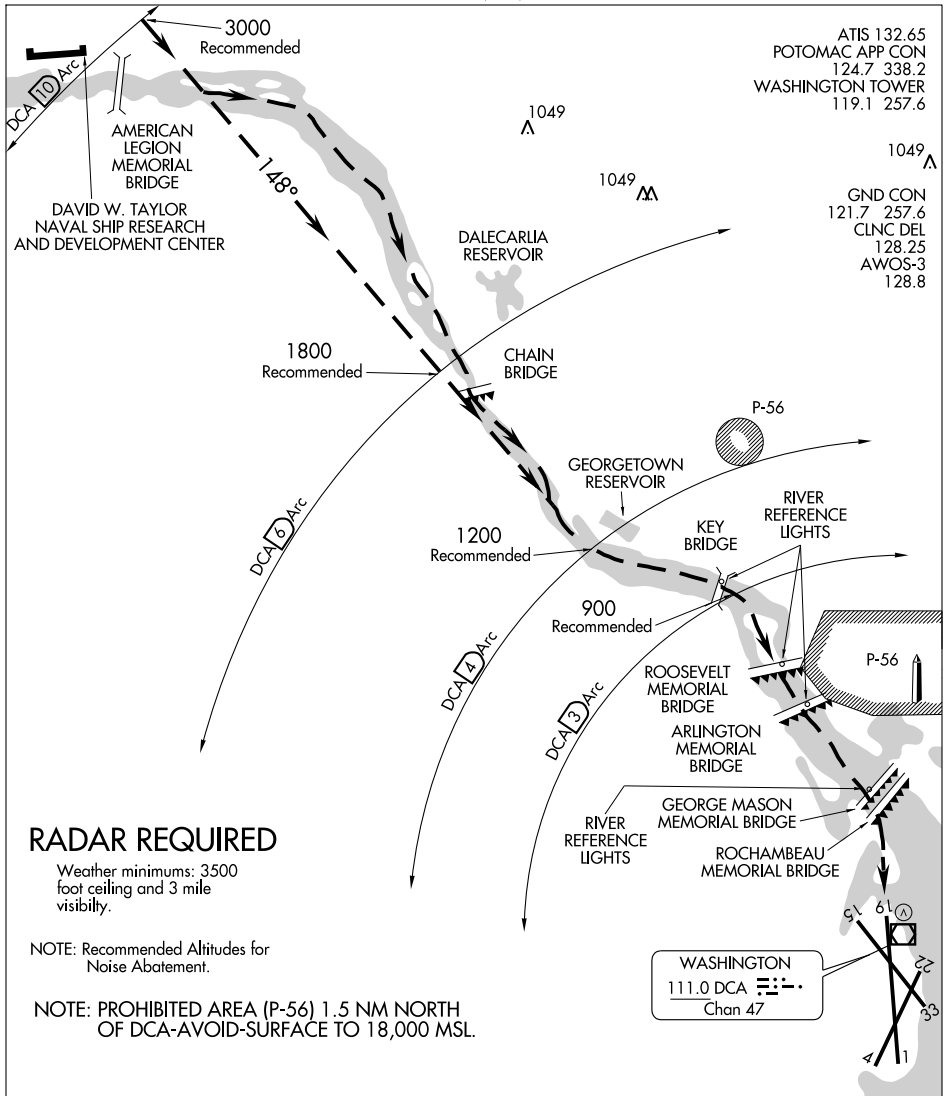 3000
Recommended
ATIS 132.65
POTOMAC APP CON
124.7 338.2
WASHINGTON TOWER
119.1 257.6
DCA 10 Arc
AMERICAN
LEGION
MEMORIAL
BRIDGE
1049
1049
1049
148°
DAVID W. TAYLOR
NAVAL SHIP RESEARCH
AND DEVELOPMENT CENTER
GND CON
121.7 257.6
CLNC DEL
128.25
AWOS-3
128.8
DALECARLIA
RESERVOIR
1800
Recommended
CHAIN
BRIDGE
P-56
DCA 6 Arc
GEORGETOWN
RESERVOIR
RIVER
REFERENCE
LIGHTS
KEY
BRIDGE
1200
Recommended
900
Recommended
DCA 4 Arc
DCA 3 Arc
P-56
ROOSEVELT
MEMORIAL
BRIDGE
ARLINGTON
MEMORIAL
BRIDGE
RIVER
REFERENCE
LIGHTS
GEORGE MASON
MEMORIAL BRIDGE
ROCHAMBEAU
MEMORIAL BRIDGE
RADAR REQUIRED
Weather minimums: 3500
foot ceiling and 3 mile
visibilty.
NOTE: Recommended Altitudes for
Noise Abatement.
NOTE: PROHIBITED AREA (P-56) 1.5 NM NORTH
OF DCA-AVOID-SURFACE TO 18,000 MSL.
WASHINGTON
111.0 DCA
Chan 47
15
19
22
33
4
1